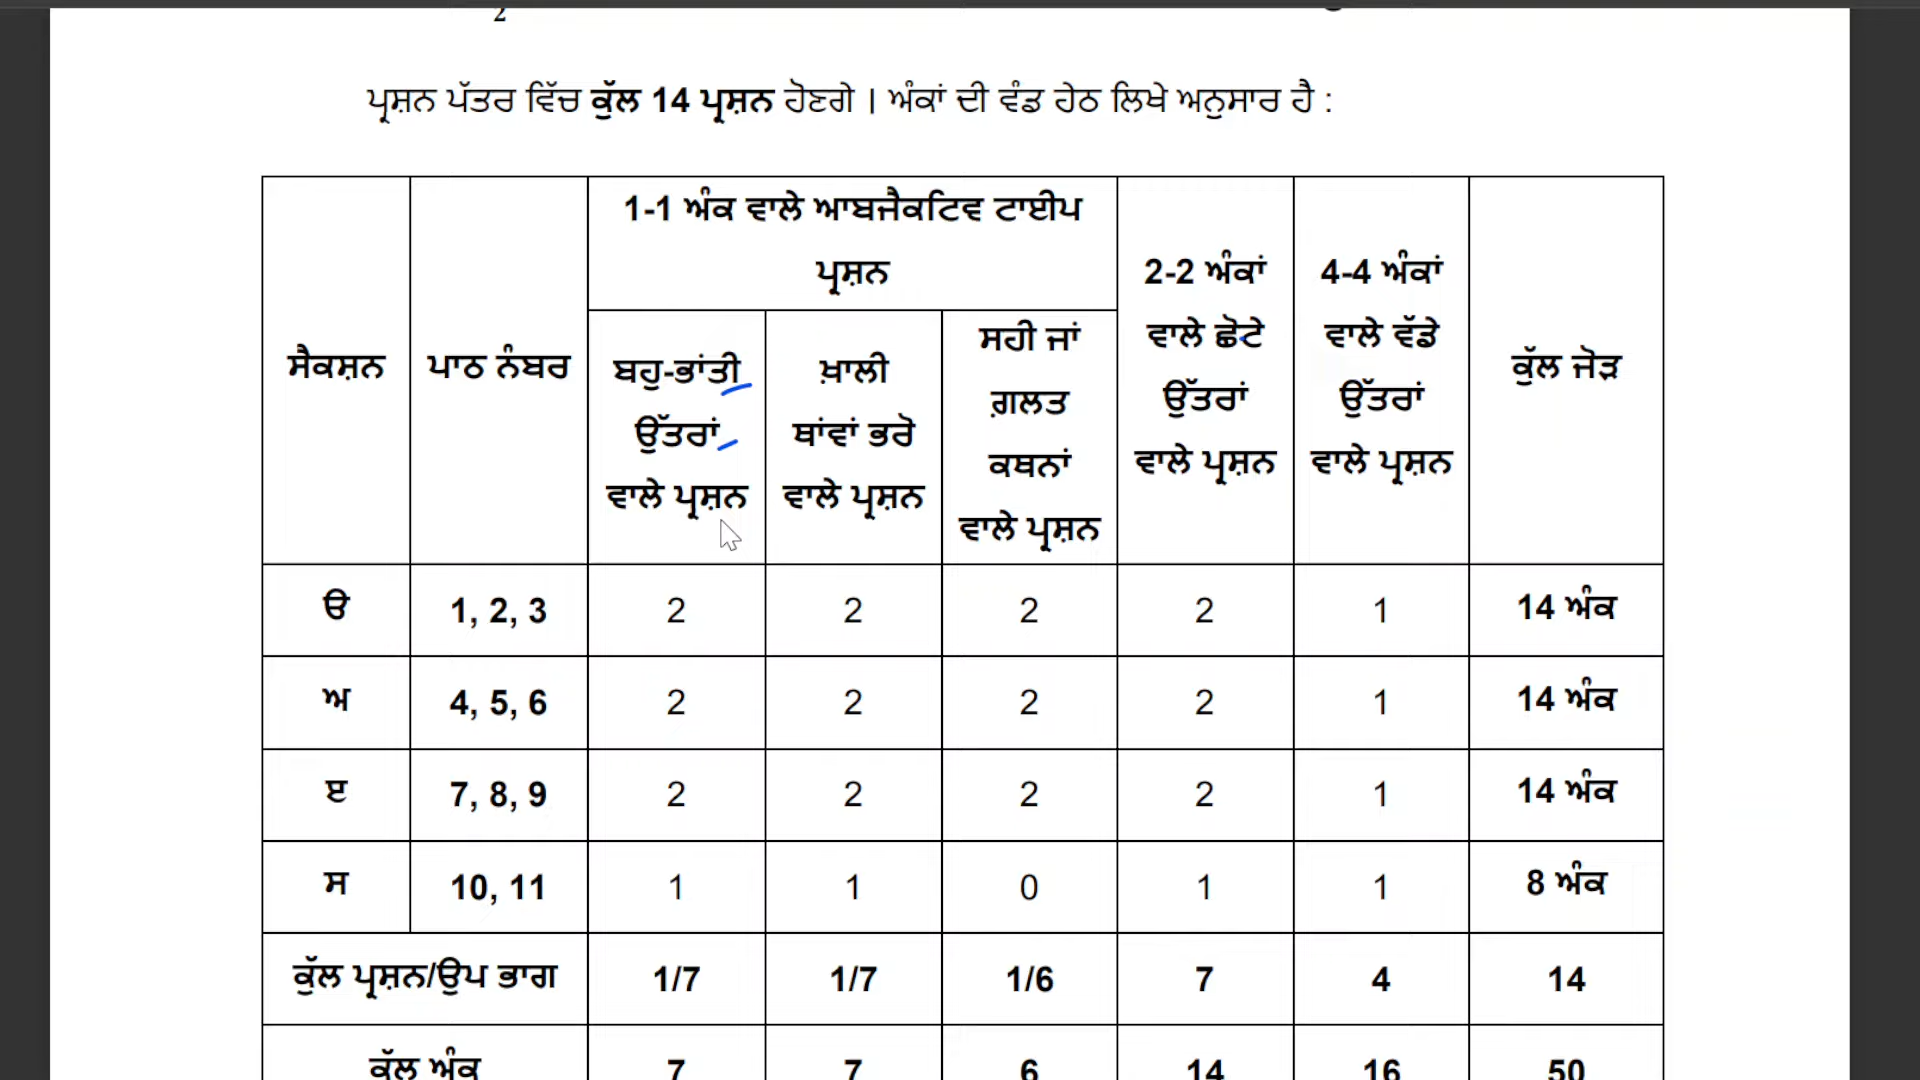 2
ਪ੍ਰਸ਼ਨ ਪੱਤਰ ਵਿੱਚ ਕੁੱਲ 14 ਪ੍ਰਸ਼ਨ ਹੋਣਗੇ । ਅੰਕਾਂ ਦੀ ਵੰਡ ਹੇਠ ਲਿਖੇ ਅਨੁਸਾਰ ਹੈ :
ਸੈਕਸ਼ਨ
ਪਾਠ ਨੰਬਰ
1-1 ਅੰਕ ਵਾਲੇ ਆਬਜੈਕਟਿਵ ਟਾਈਪ
ਪ੍ਰਸ਼ਨ
ਬਹੁ-ਭਾਂਤੀ
ਉੱਤਰਾਂ
ਵਾਲੇ ਪ੍ਰਸ਼ਨ
ਖ਼ਾਲੀ
ਥਾਂਵਾਂ ਭਰੋ
ਵਾਲੇ ਪ੍ਰਸ਼ਨ
ਸਹੀ ਜਾਂ
ਗ਼ਲਤ
ਕਥਨਾਂ
ਵਾਲੇ ਪ੍ਰਸ਼ਨ
2-2 ਅੰਕਾਂ
ਵਾਲੇ ਛੋਟੇ
ਉੱਤਰਾਂ
ਵਾਲੇ ਪ੍ਰਸ਼ਨ
4-4 ਅੰਕਾਂ
ਵਾਲੇ ਵੱਡੇ
ਉੱਤਰਾਂ
ਵਾਲੇ ਪ੍ਰਸ਼ਨ
ਕੁੱਲ ਜੋੜ
ੳ 1, 2, 3 2 2 2 2 1 14 ਅੰਕ
ਅ 4, 5, 6 2 2 2 2 1 14 ਅੰਕ
ੲ 7, 8, 9 2 2 2 2 1 14 ਅੰਕ
ਸ 10, 11 1 1 0 1 1 8 ਅੰਕ
ਕੁੱਲ ਪ੍ਰਸ਼ਨ/ਉਪ ਭਾਗ 1/7 1/7 1/6 7 4 14
ਕੁੱਲ ਅੰਕ 7 7 6 14 16 50